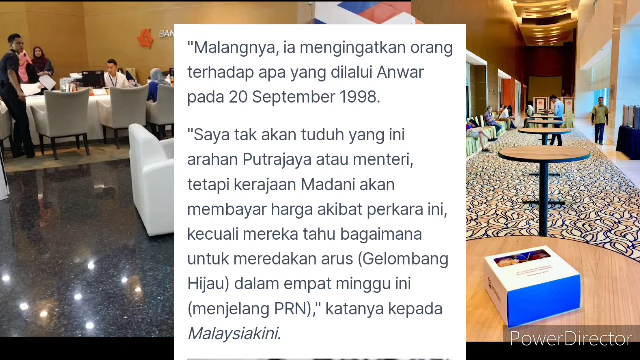 BAN
"Malangnya, ia mengingatkan orang
terhadap apa yang dilalui Anwar
pada 20 September 1998.
"Saya tak akan tuduh yang ini
arahan Putrajaya atau menteri,
tetapi kerajaan Madani akan
membayar harga akibat perkara ini,
kecuali mereka tahu bagaimana
untuk meredakan arus (Gelombang
Hijau) dalam empat minggu ini
(menjelang PRN)," katanya kepada
Malaysiakini.
PowerDirector